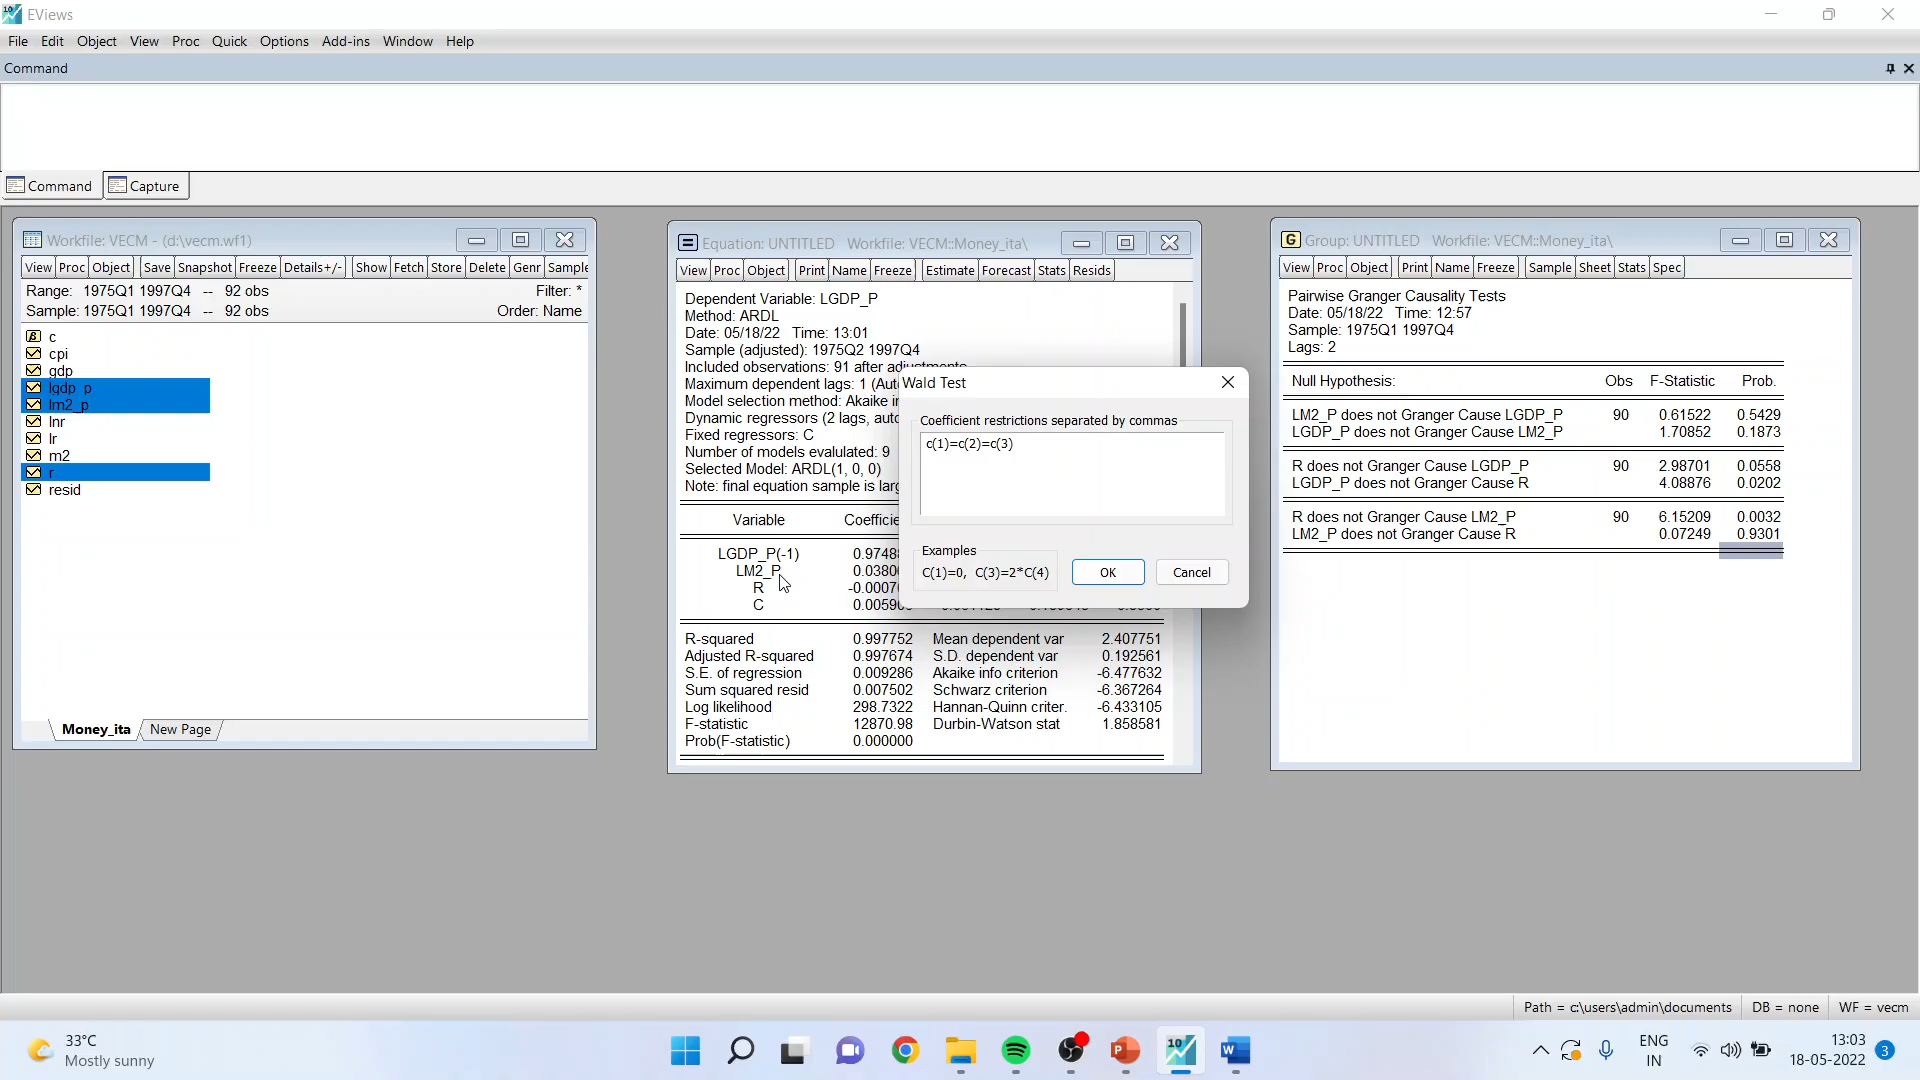 EViews
File Edit Object View Proc Quick Options Add-ins Window Help
Command
Command Capture
Workfile: VECM - (d:\vecm.wf1)
View Proc Object Save Snapshot Freeze Details+/- Show Fetch Store Delete Genr Sample
Range: 1975Q1 1997Q4 -- 92 obs Filter: *
Sample: 1975Q1 1997Q4 -- 92 obs Order: Name
c
cpi
gdp
lgdp_p
lm2_p
lnr
lr
m2
r
resid
Money_ita New Page
Equation: UNTITLED Workfile: VECM::Money_ita\
View Proc Object Print Name Freeze Estimate Forecast Stats Resids
Dependent Variable: LGDP_P
Method: ARDL
Date: 05/18/22 Time: 13:01
Sample (adjusted): 1975Q2 1997Q4
Included observations: 91 after adjustments
Maximum dependent lags: 1 (Aut
Model selection method: Akaike i
Dynamic regressors (2 lags, auto
Fixed regressors: C
Number of models evalulated: 9
Selected Model: ARDL(1, 0, 0)
Note: final equation sample is larg
Variable Coefficie
LGDP_P(-1) 0.9748
LM2_P 0.0380
R -0.0007
C 0.00590
R-squared 0.997752 Mean dependent var 2.407751
Adjusted R-squared 0.997674 S.D. dependent var 0.192561
S.E. of regression 0.009286 Akaike info criterion -6.477632
Sum squared resid 0.007502 Schwarz criterion -6.367264
Log likelihood 298.7322 Hannan-Quinn criter. -6.433105
F-statistic 12870.98 Durbin-Watson stat 1.858581
Prob(F-statistic) 0.000000
Wald Test
Coefficient restrictions separated by commas
c(1)=c(2)=c(3)
Examples
C(1)=0, C(3)=2*C(4)
OK Cancel
Group: UNTITLED Workfile: VECM::Money_ita\
View Proc Object Print Name Freeze Sample Sheet Stats Spec
Pairwise Granger Causality Tests
Date: 05/18/22 Time: 12:57
Sample: 1975Q1 1997Q4
Lags: 2
Null Hypothesis: Obs F-Statistic Prob.
LM2_P does not Granger Cause LGDP_P 90 0.61522 0.5429
LGDP_P does not Granger Cause LM2_P 1.70852 0.1873
R does not Granger Cause LGDP_P 90 2.98701 0.0558
LGDP_P does not Granger Cause R 4.08876 0.0202
R does not Granger Cause LM2_P 90 6.15209 0.0032
LM2_P does not Granger Cause R 0.07249 0.9301
Path = c:\users\admin\documents DB = none WF = vecm
33°C
Mostly sunny
10
ENG
IN
13:03
18-05-2022
3